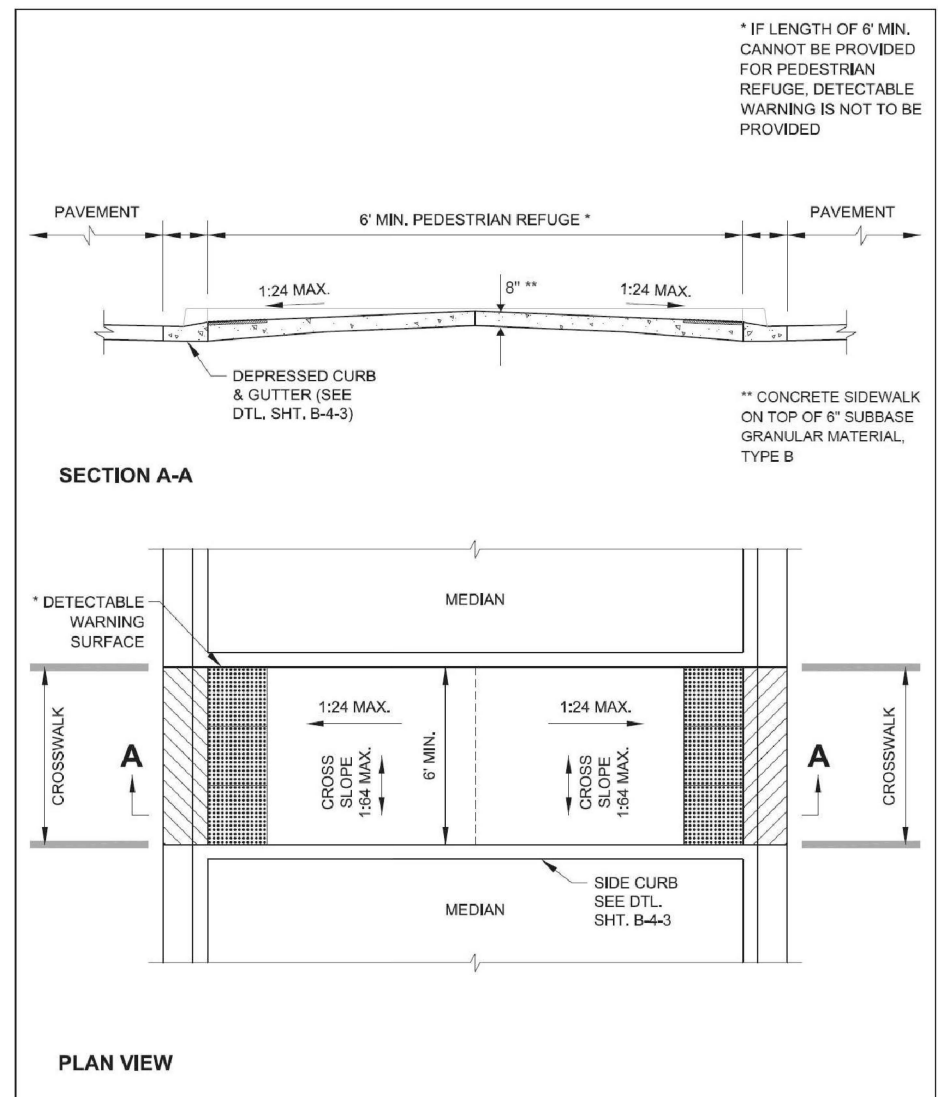 * IF LENGTH OF 6' MIN.
CANNOT BE PROVIDED
FOR PEDESTRIAN
REFUGE, DETECTABLE
WARNING IS NOT TO BE
PROVIDED
PAVEMENT
6' MIN. PEDESTRIAN REFUGE *
PAVEMENT
1:24 MAX.
8" **
1:24 MAX.
DEPRESSED CURB
& GUTTER (SEE
DTL. SHT. B-4-3)
** CONCRETE SIDEWALK
ON TOP OF 6" SUBBASE
GRANULAR MATERIAL,
TYPE B
SECTION A-A
MEDIAN
* DETECTABLE
WARNING
SURFACE
CROSSWALK
A
1:24 MAX.
CROSS
SLOPE
1:64 MAX.
6' MIN.
1:24 MAX.
CROSS
SLOPE
1:64 MAX.
A
CROSSWALK
SIDE CURB
SEE DTL.
SHT. B-4-3
MEDIAN
PLAN VIEW